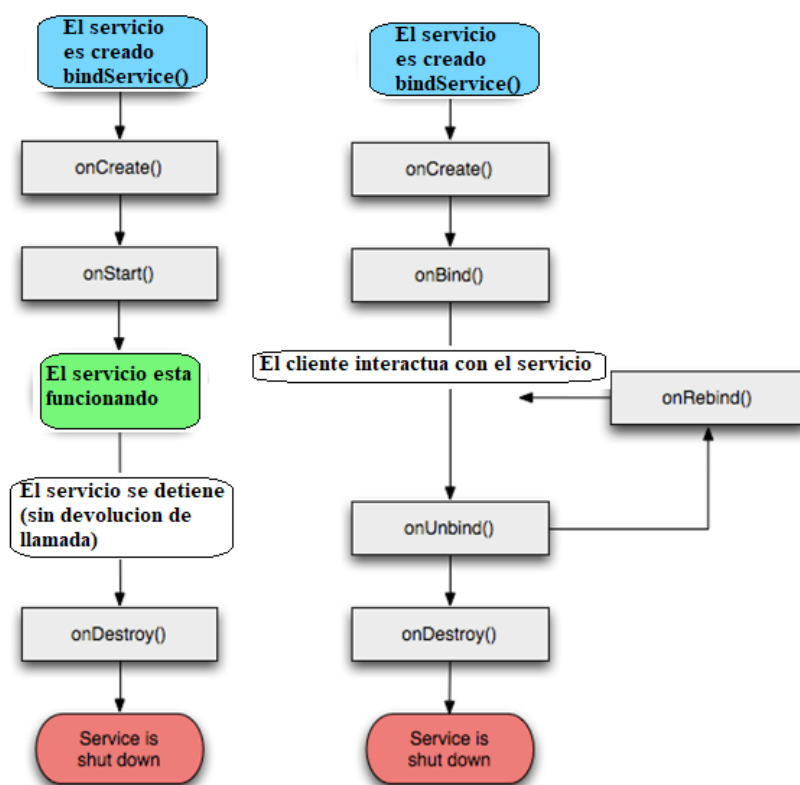 El servicio
es creado
bindService()
onCreate()
onStart()
El servicio esta
funcionando
El servicio se detiene
(sin devolucion de
llamada)
onDestroy()
Service is
shut down
El servicio
es creado
bindService()
onCreate()
onBind()
El cliente interactua con el servicio
onRebind()
onUnbind()
onDestroy()
Service is
shut down